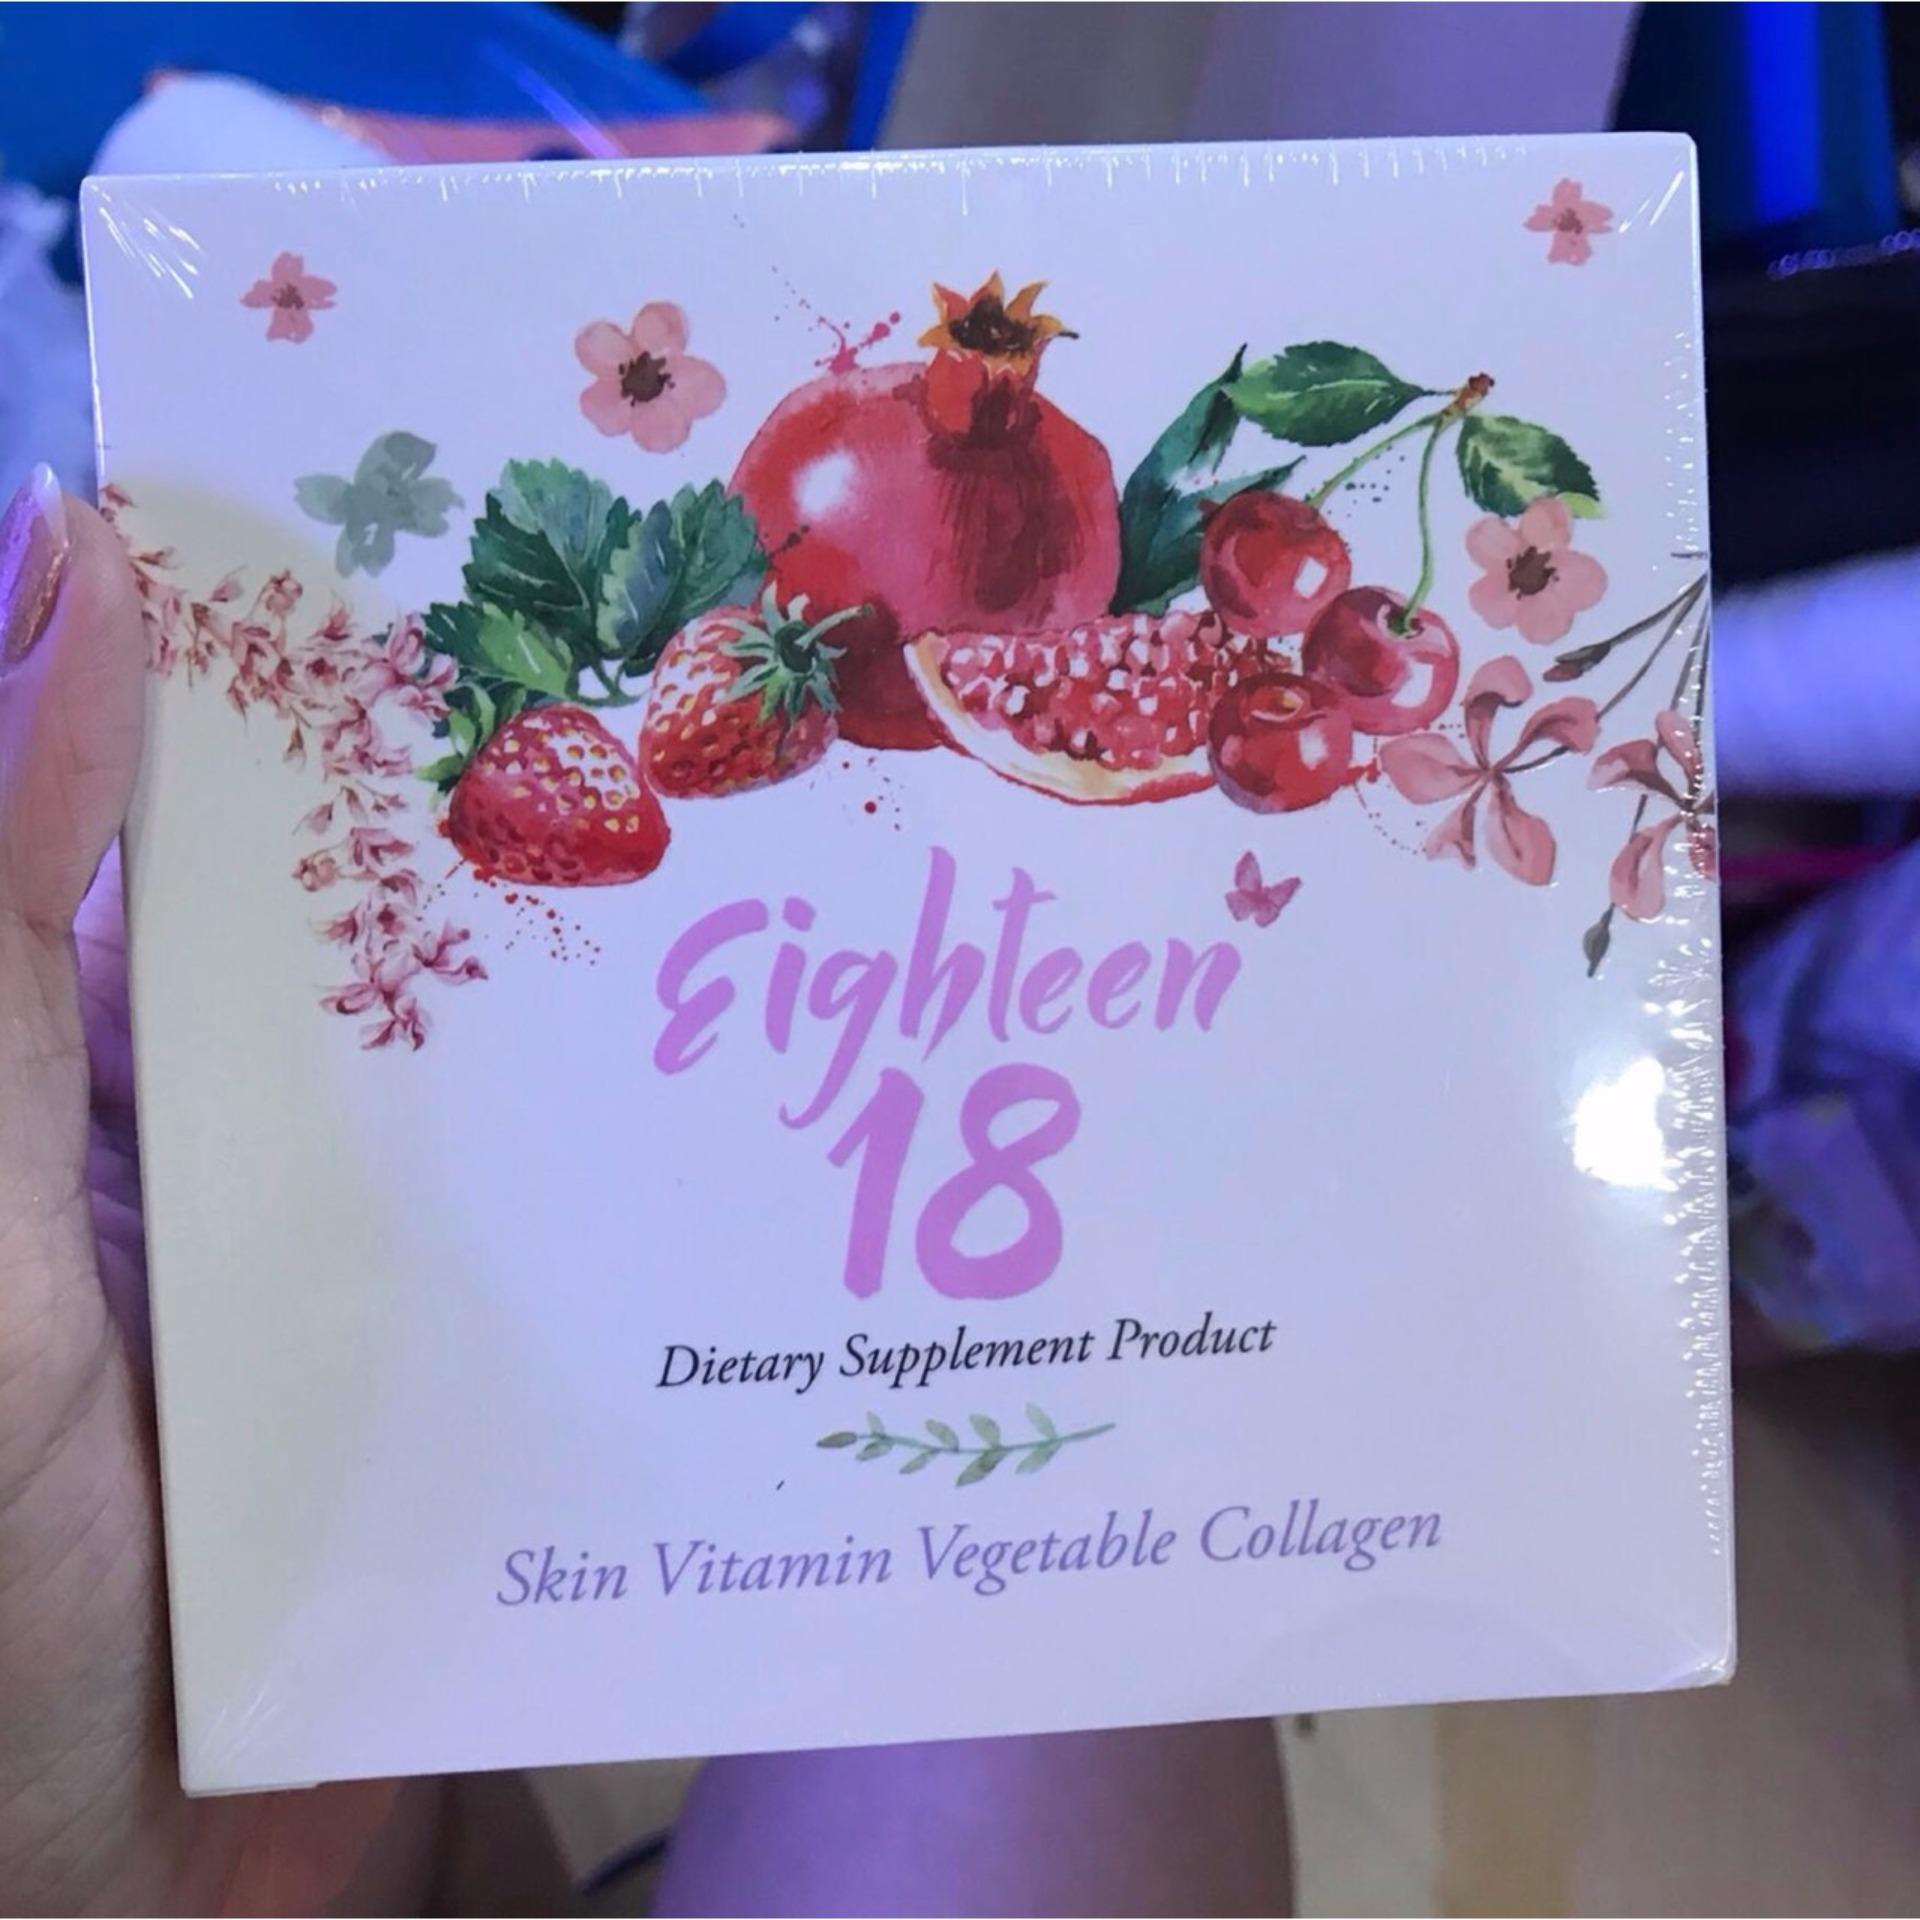 Eighteen
18
Dietary Supplement Product
Skin Vitamin Vegetable Collagen